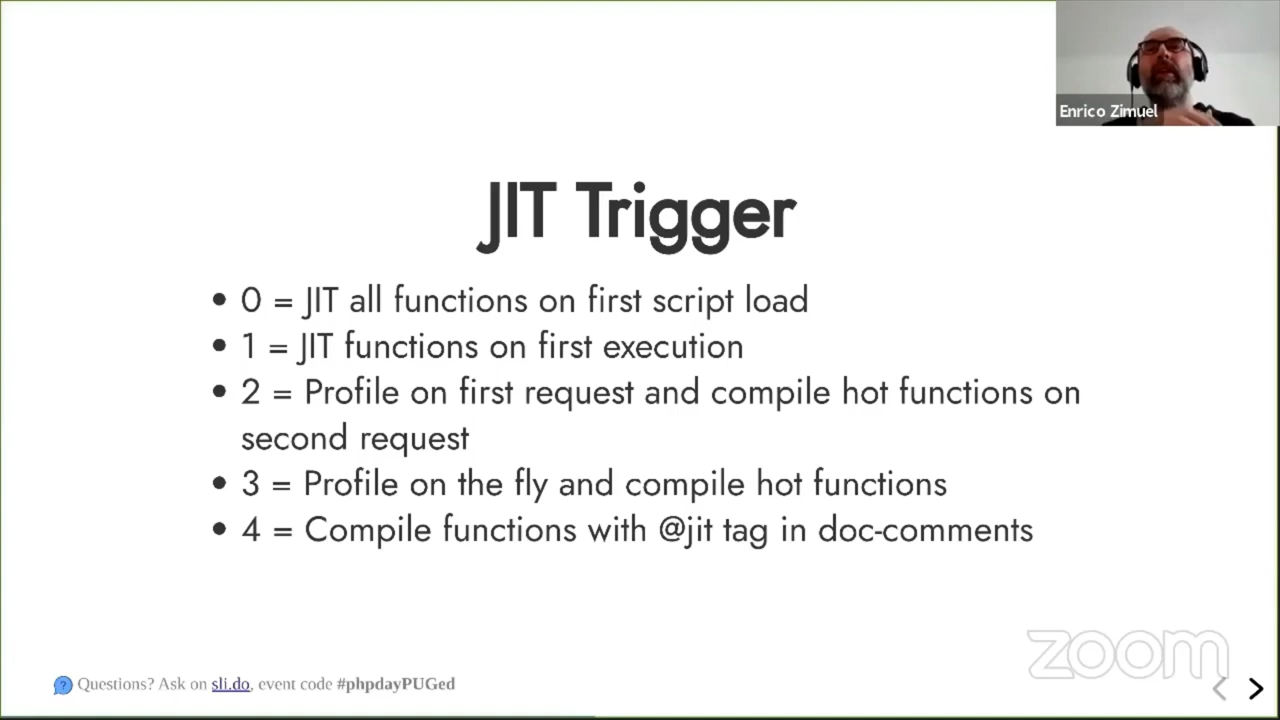 Enrico Zimuel
JIT Trigger
0 = JIT all functions on first script load
1 = JIT functions on first execution
2 = Profile on first request and compile hot functions on
second request
3 = Profile on the fly and compile hot functions
4 = Compile functions with @jit tag in doc-comments
zoom
Questions? Ask on sli.do, event code #phpdayPUGed